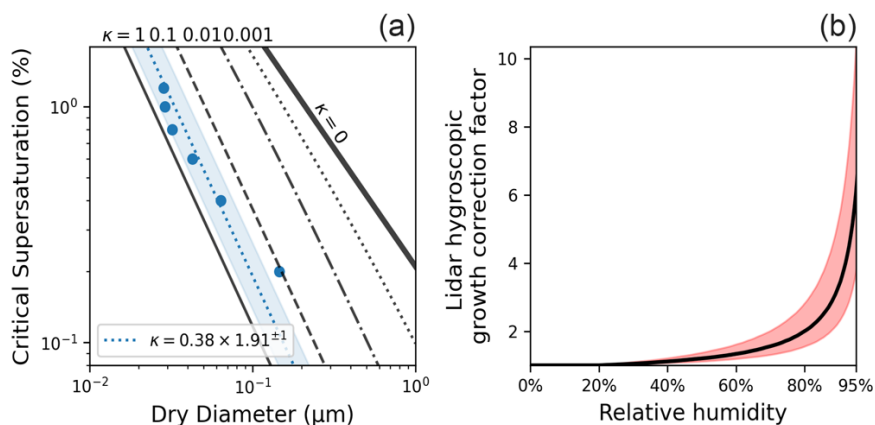 (a)
κ = 1 0.1 0.01 0.001
κ = 0
10⁰
10⁻¹
Critical Supersaturation (%)
κ = 0.38 × 1.91±1
10⁻² 10⁻¹ 10⁰
Dry Diameter (μm)
(b)
10
8
6
4
2
Lidar hygroscopic
growth correction factor
0% 20% 40% 60% 80% 95%
Relative humidity